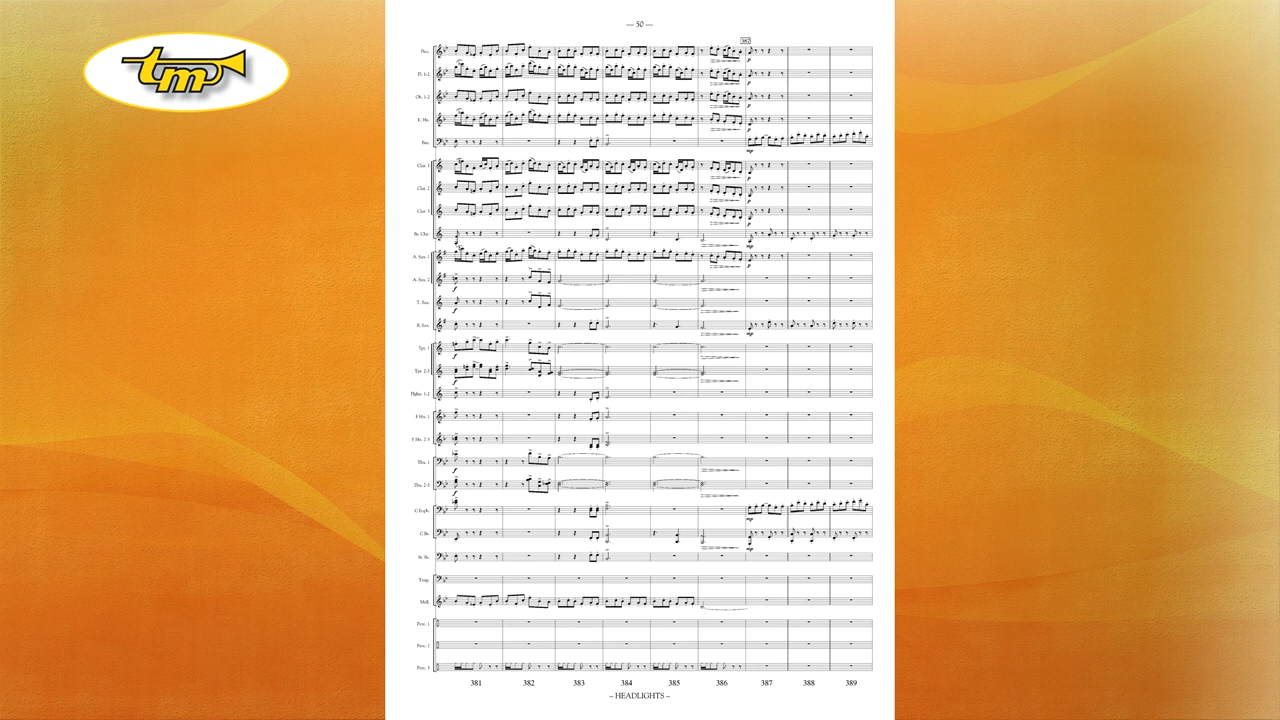 tm
— 50 —
387
Picc.
Fl. 1-2
Ob. 1-2
E. Hn.
Bsn.
Clar. 1
Clar. 2
Clar. 3
Bs. Clar.
A. Sax. 1
A. Sax. 2
T. Sax.
B. Sax.
Tpt. 1
Tpt. 2-3
Flghn. 1-2
F Hn. 1
F Hn. 2-3
Tbn. 1
Tbn. 2-3
C Euph.
C Bs.
St. Bs.
Timp.
Mall.
Perc. 1
Perc. 2
Perc. 3
381 382 383 384 385 386 387 388 389
– HEADLIGHTS –